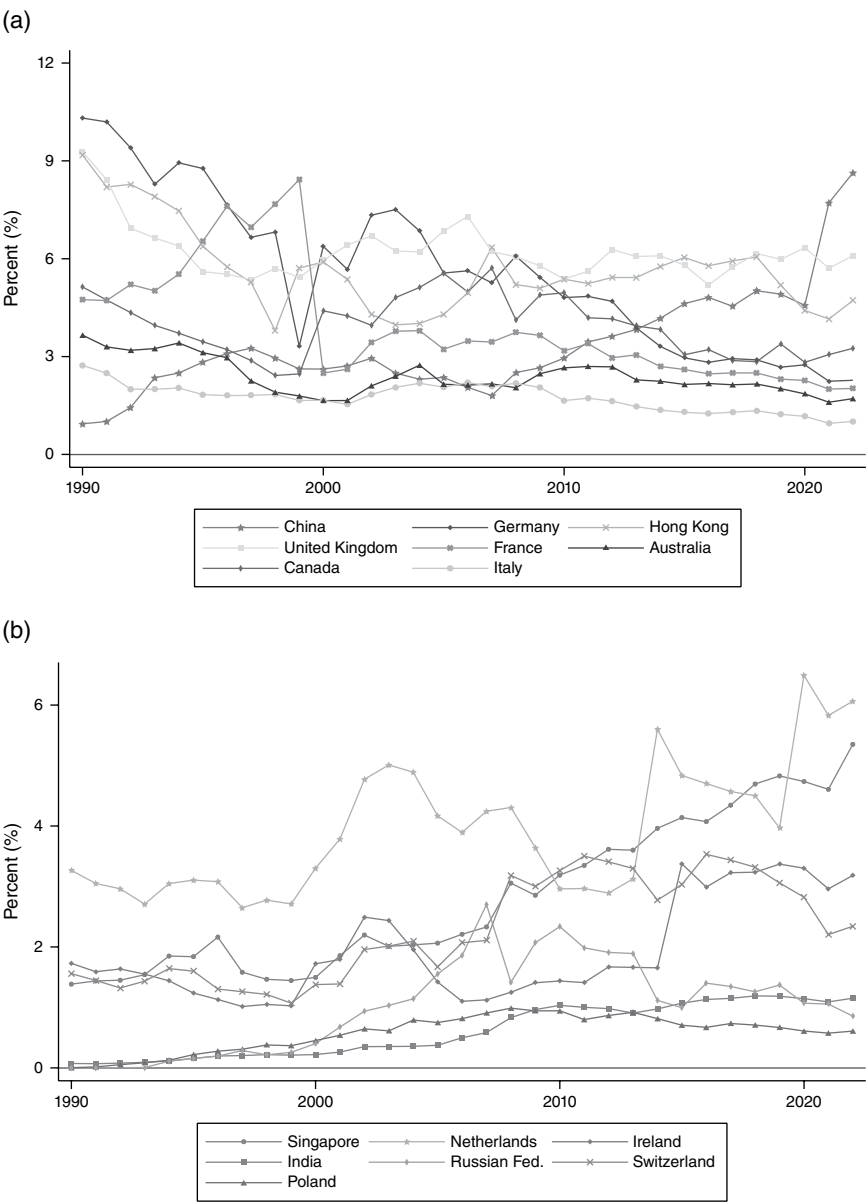 (a)
12
9
6
3
0
Percent (%)
1990 2000 2010 2020
China Germany Hong Kong
United Kingdom France Australia
Canada Italy
(b)
6
4
2
0
Percent (%)
1990 2000 2010 2020
Singapore Netherlands Ireland
India Russian Fed. Switzerland
Poland